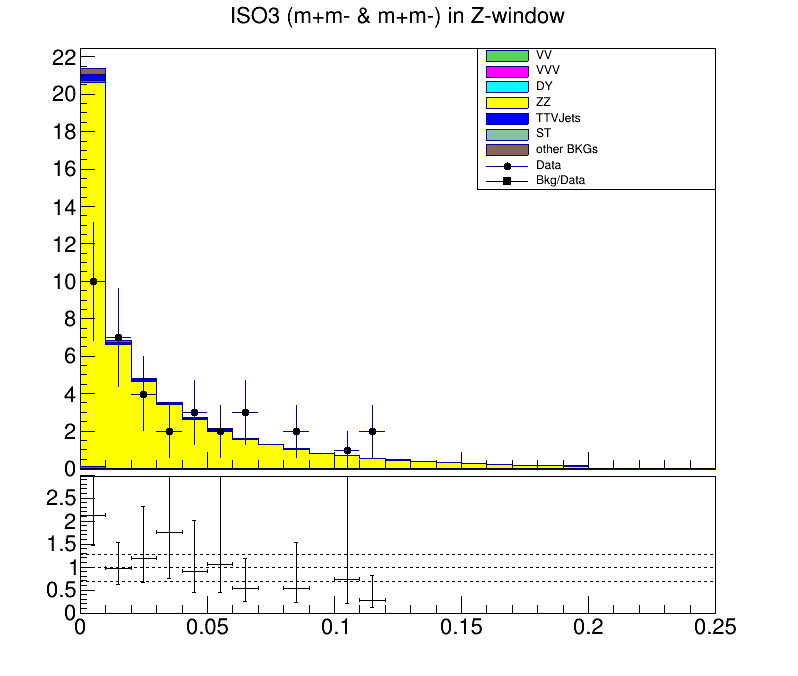 ISO3 (m+m- & m+m-) in Z-window
22
20
18
16
14
12
10
8
6
4
2
0
VV
VVV
DY
ZZ
TTVJets
ST
other BKGs
Data
Bkg/Data
2.5
2
1.5
1
0.5
0
0 0.05 0.1 0.15 0.2 0.25